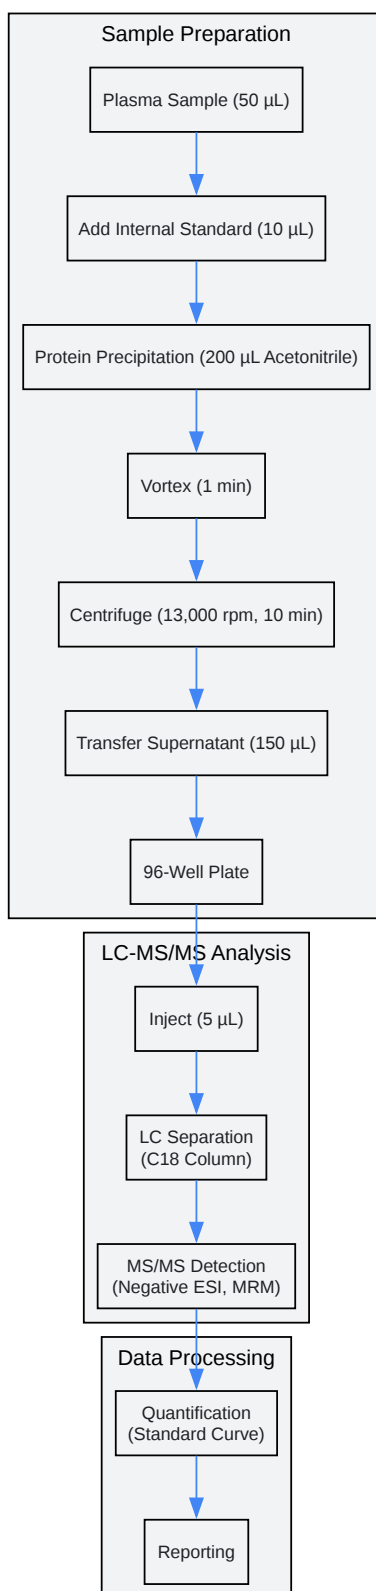 Sample Preparation
Plasma Sample (50 µL)
Add Internal Standard (10 µL)
Protein Precipitation (200 µL Acetonitrile)
Vortex (1 min)
Centrifuge (13,000 rpm, 10 min)
Transfer Supernatant (150 µL)
96-Well Plate
LC-MS/MS Analysis
Inject (5 µL)
LC Separation
(C18 Column)
MS/MS Detection
(Negative ESI, MRM)
Data Processing
Quantification
(Standard Curve)
Reporting